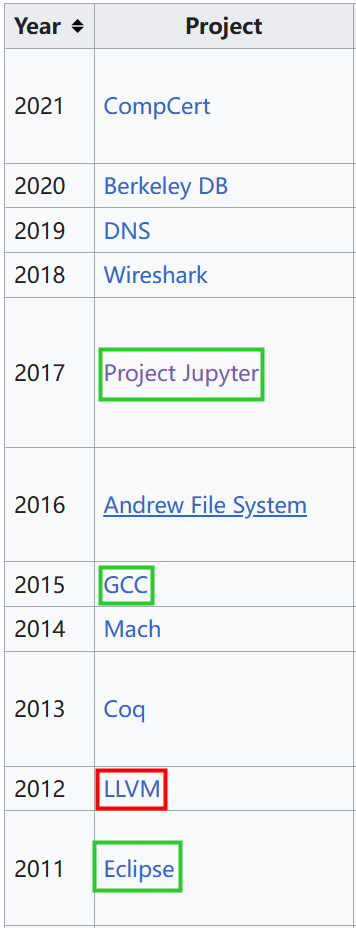 Year Project
2021 CompCert
2020 Berkeley DB
2019 DNS
2018 Wireshark
2017 Project Jupyter
2016 Andrew File System
2015 GCC
2014 Mach
2013 Coq
2012 LLVM
2011 Eclipse